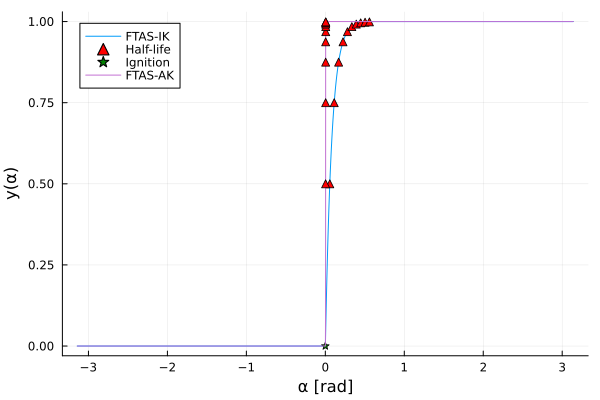 FTAS-IK
Half-life
Ignition
FTAS-AK
1.00
0.75
0.50
0.25
0.00
y(α)
−3 −2 −1 0 1 2 3
α [rad]